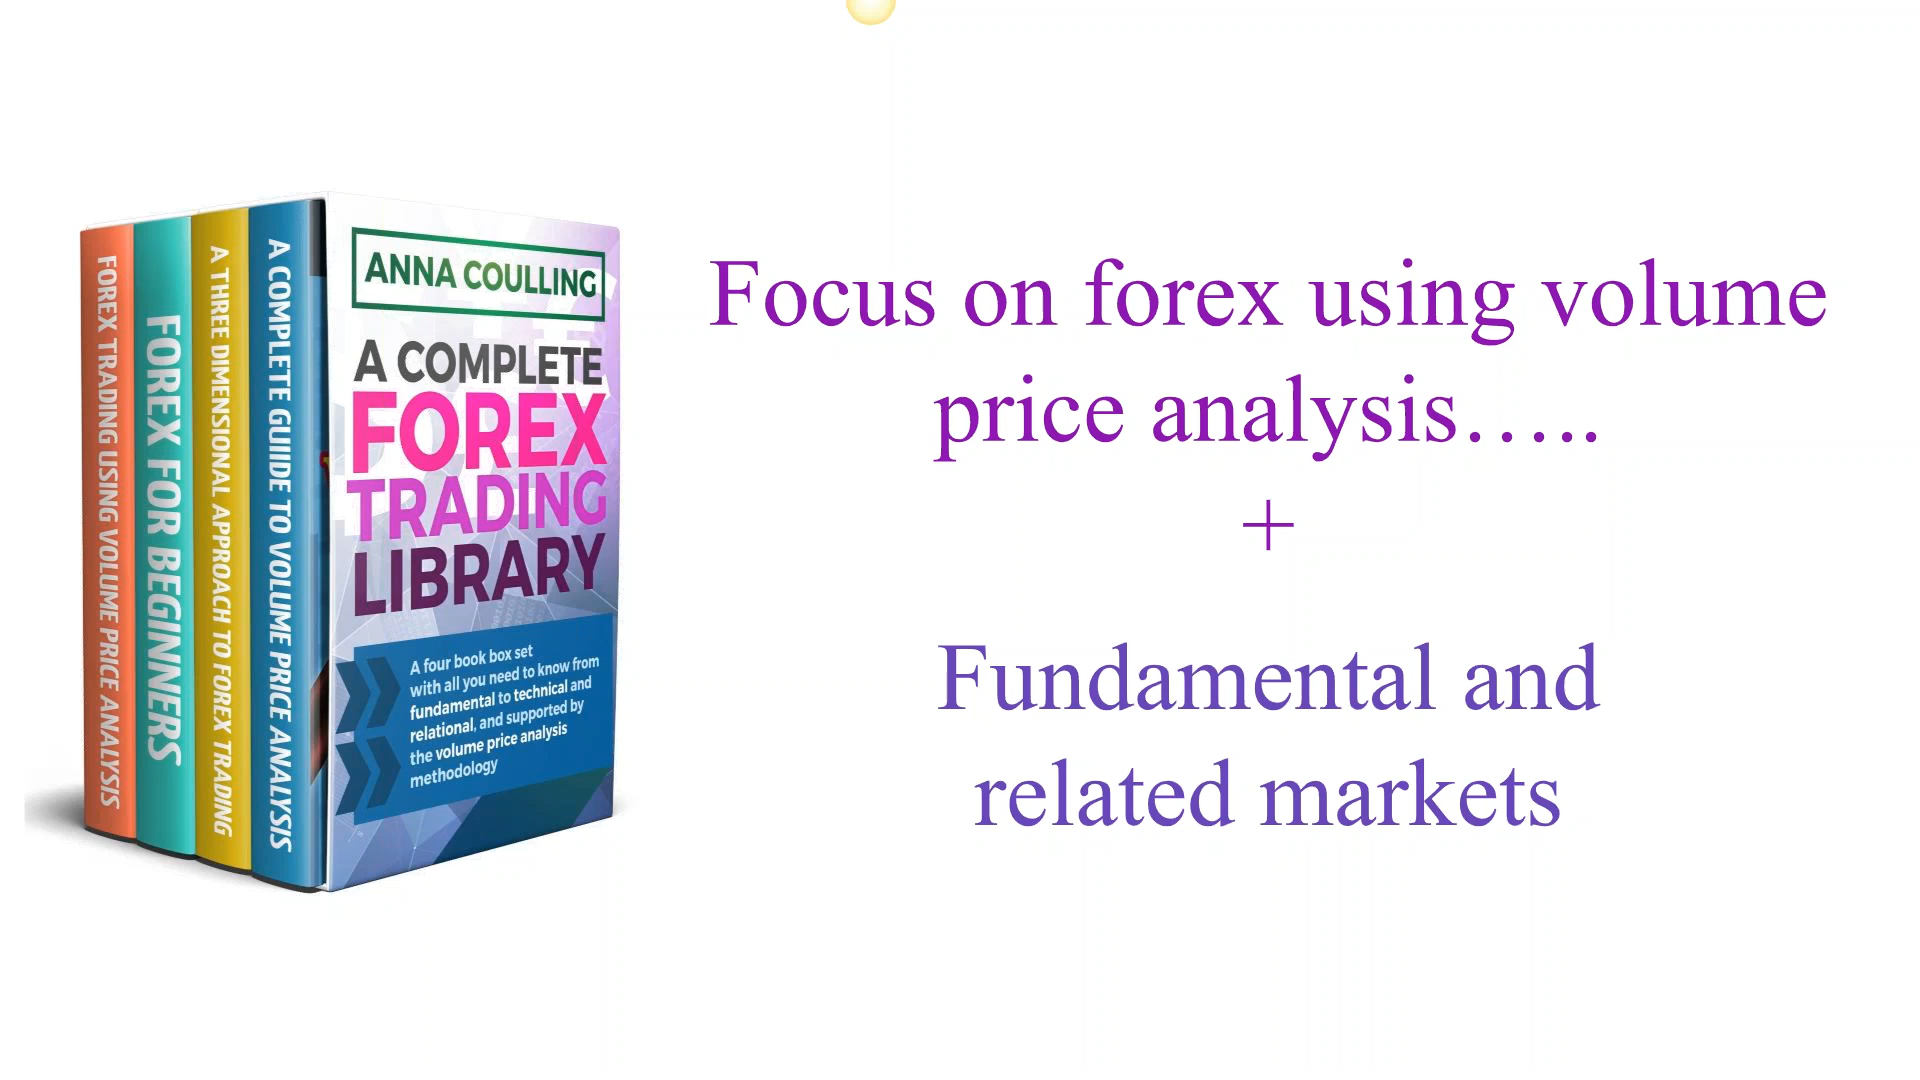 FOREX TRADING USING VOLUME PRICE ANALYSIS
FOREX FOR BEGINNERS
A THREE DIMENSIONAL APPROACH TO FOREX TRADING
A COMPLETE GUIDE TO VOLUME PRICE ANALYSIS
ANNA COULLING
A COMPLETE
FOREX
TRADING
LIBRARY
A four book box set
with all you need to know from
fundamental to technical and
relational, and supported by
the volume price analysis
methodology
Focus on forex using volume
price analysis.....
+
Fundamental and
related markets